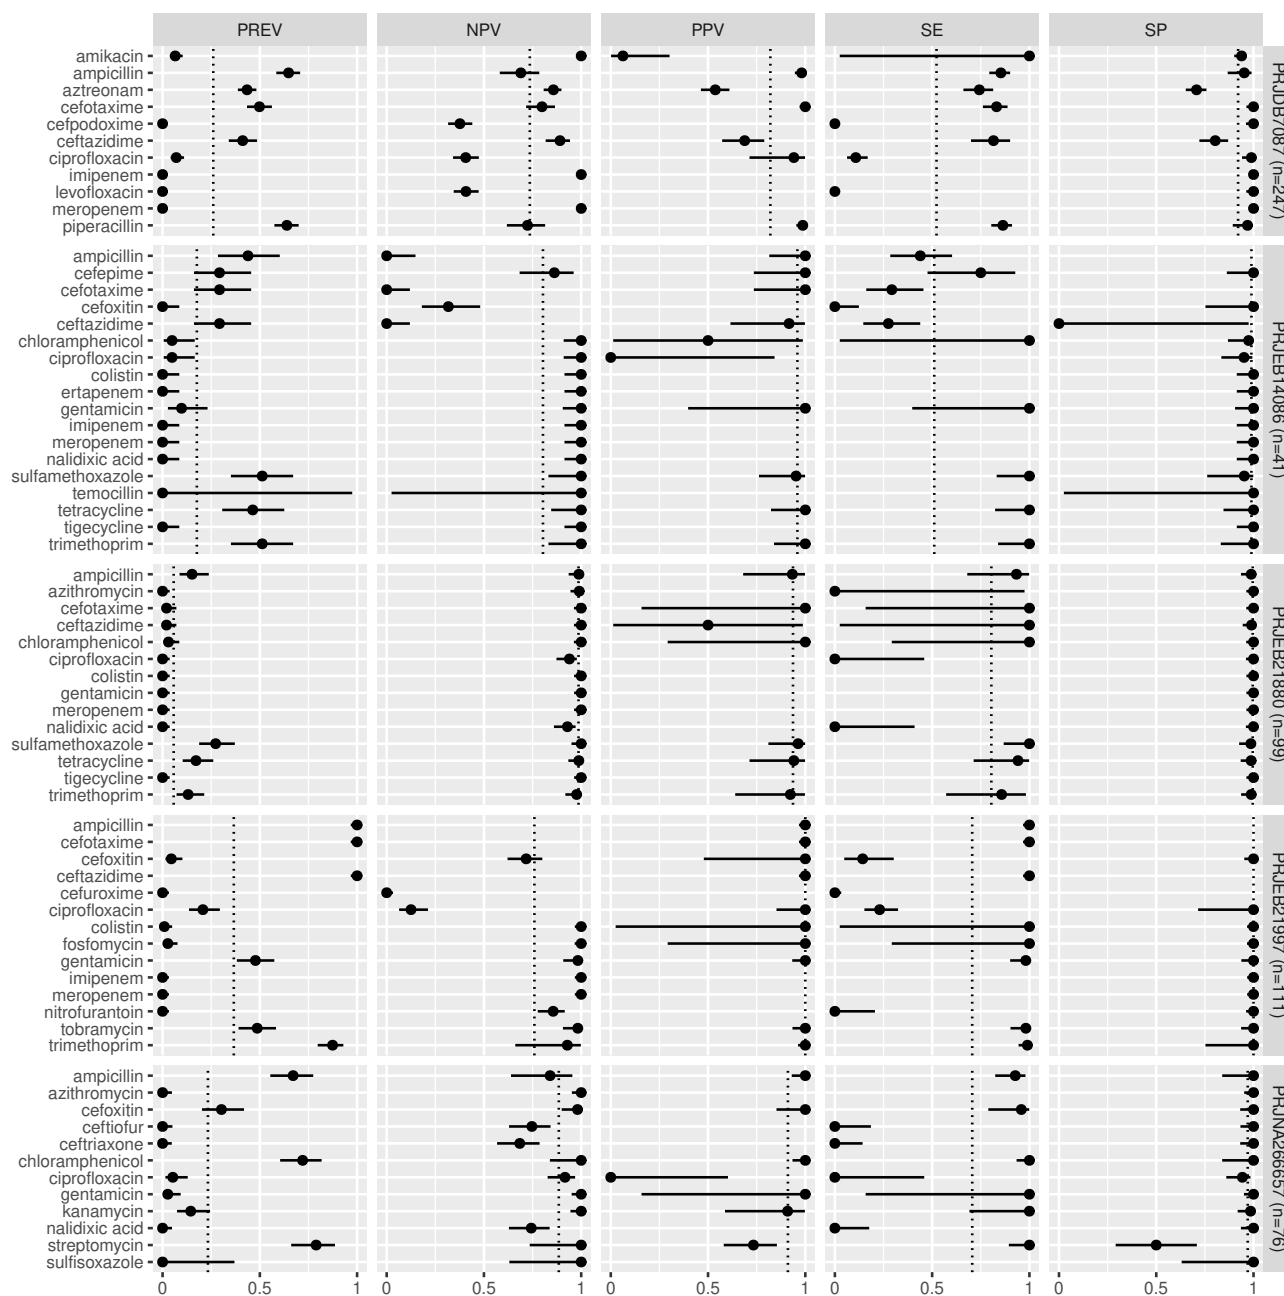 PREV NPV PPV SE SP
amikacin
ampicillin
aztreonam
cefotaxime
cefpodoxime
ceftazidime
ciprofloxacin
imipenem
levofloxacin
meropenem
piperacillin
PRJDB7087 (n=247)
ampicillin
cefepime
cefotaxime
cefoxitin
ceftazidime
chloramphenicol
ciprofloxacin
colistin
ertapenem
gentamicin
imipenem
meropenem
nalidixic acid
sulfamethoxazole
temocillin
tetracycline
tigecycline
trimethoprim
PRJEB14086 (n=41)
ampicillin
azithromycin
cefotaxime
ceftazidime
chloramphenicol
ciprofloxacin
colistin
gentamicin
meropenem
nalidixic acid
sulfamethoxazole
tetracycline
tigecycline
trimethoprim
PRJEB21880 (n=99)
ampicillin
cefotaxime
cefoxitin
ceftazidime
cefuroxime
ciprofloxacin
colistin
fosfomycin
gentamicin
imipenem
meropenem
nitrofurantoin
tobramycin
trimethoprim
PRJEB21997 (n=111)
ampicillin
azithromycin
cefoxitin
ceftiofur
ceftriaxone
chloramphenicol
ciprofloxacin
gentamicin
kanamycin
nalidixic acid
streptomycin
sulfisoxazole
PRJNA266657 (n=76)
0 0.5 1 0 0.5 1 0 0.5 1 0 0.5 1 0 0.5 1